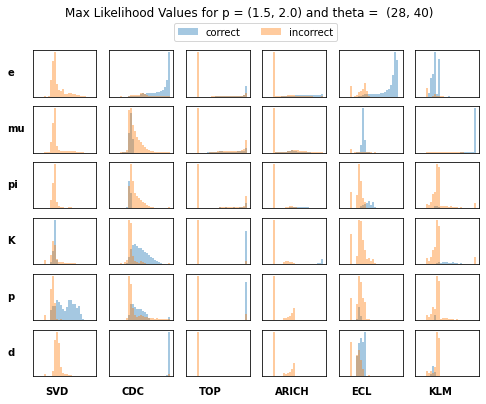 Max Likelihood Values for p = (1.5, 2.0) and theta =  (28, 40)
correct incorrect
e
mu
pi
K
p
d
SVD CDC TOP ARICH ECL KLM